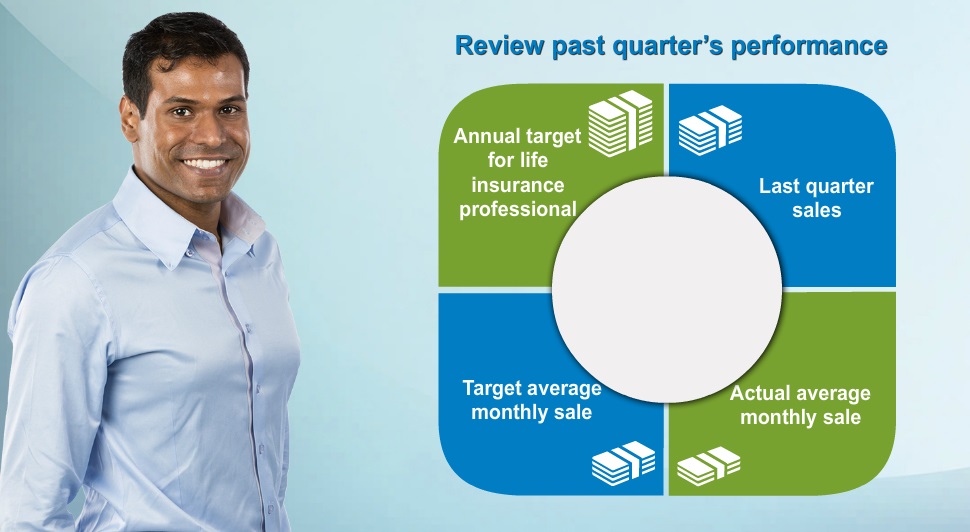 Review past quarter's performance
Annual target
for life
insurance
professional
Last quarter
sales
Target average
monthly sale
Actual average
monthly sale